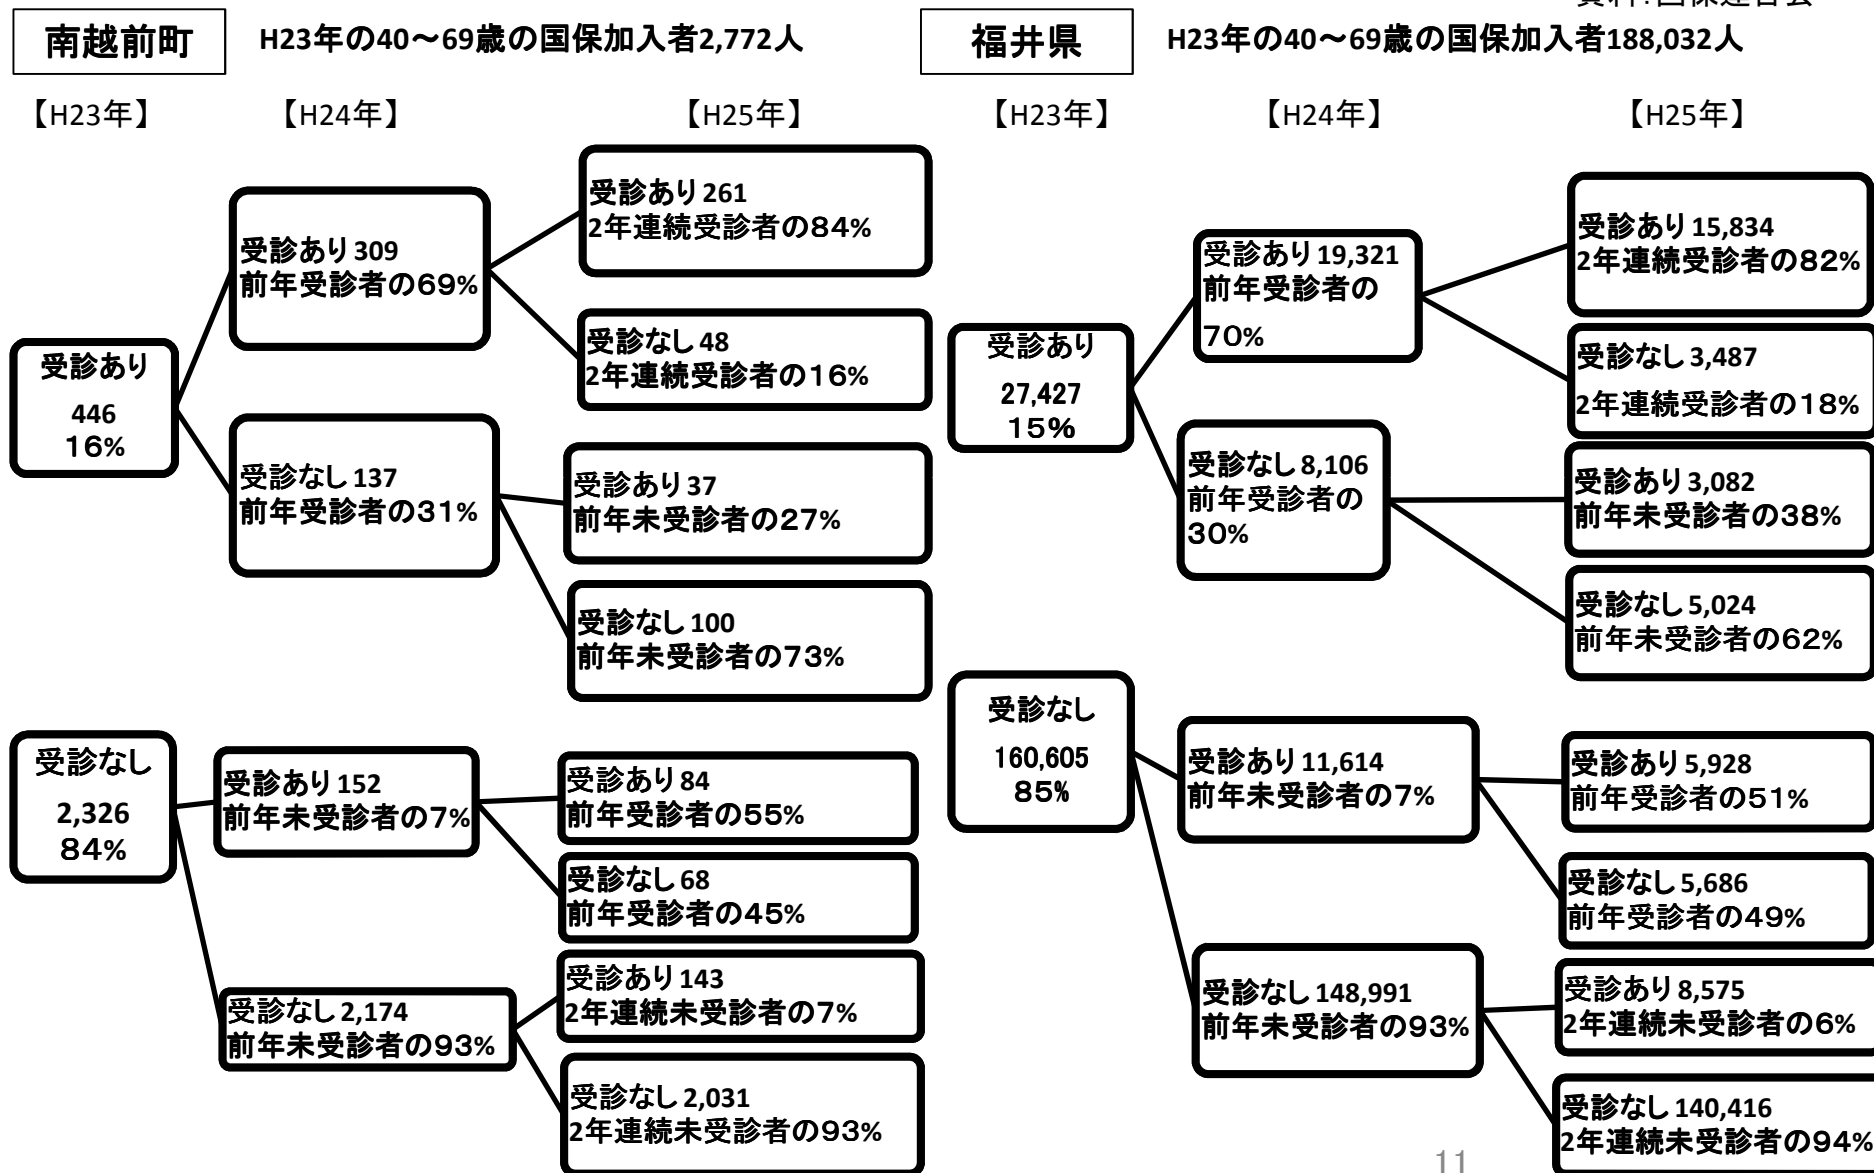 資料:国保連合会
南越前町
H23年の40～69歳の国保加入者2,772人
【H23年】
【H24年】
【H25年】
受診あり
446
16%
受診あり 309
前年受診者の69%
受診あり 261
2年連続受診者の84%
受診なし 48
2年連続受診者の16%
受診なし 137
前年受診者の31%
受診あり 37
前年未受診者の27%
受診なし 100
前年未受診者の73%
受診なし
2,326
84%
受診あり 152
前年未受診者の7%
受診あり 84
前年受診者の55%
受診なし 68
前年受診者の45%
受診なし 2,174
前年未受診者の93%
受診あり 143
2年連続未受診者の7%
受診なし 2,031
2年連続未受診者の93%
福井県
H23年の40～69歳の国保加入者188,032人
【H23年】
【H24年】
【H25年】
受診あり
27,427
15%
受診あり 19,321
前年受診者の
70%
受診あり 15,834
2年連続受診者の82%
受診なし 3,487
2年連続受診者の18%
受診なし 8,106
前年受診者の
30%
受診あり 3,082
前年未受診者の38%
受診なし 5,024
前年未受診者の62%
受診なし
160,605
85%
受診あり 11,614
前年未受診者の7%
受診あり 5,928
前年受診者の51%
受診なし 5,686
前年受診者の49%
受診なし 148,991
前年未受診者の93%
受診あり 8,575
2年連続未受診者の6%
受診なし 140,416
2年連続未受診者の94%
11